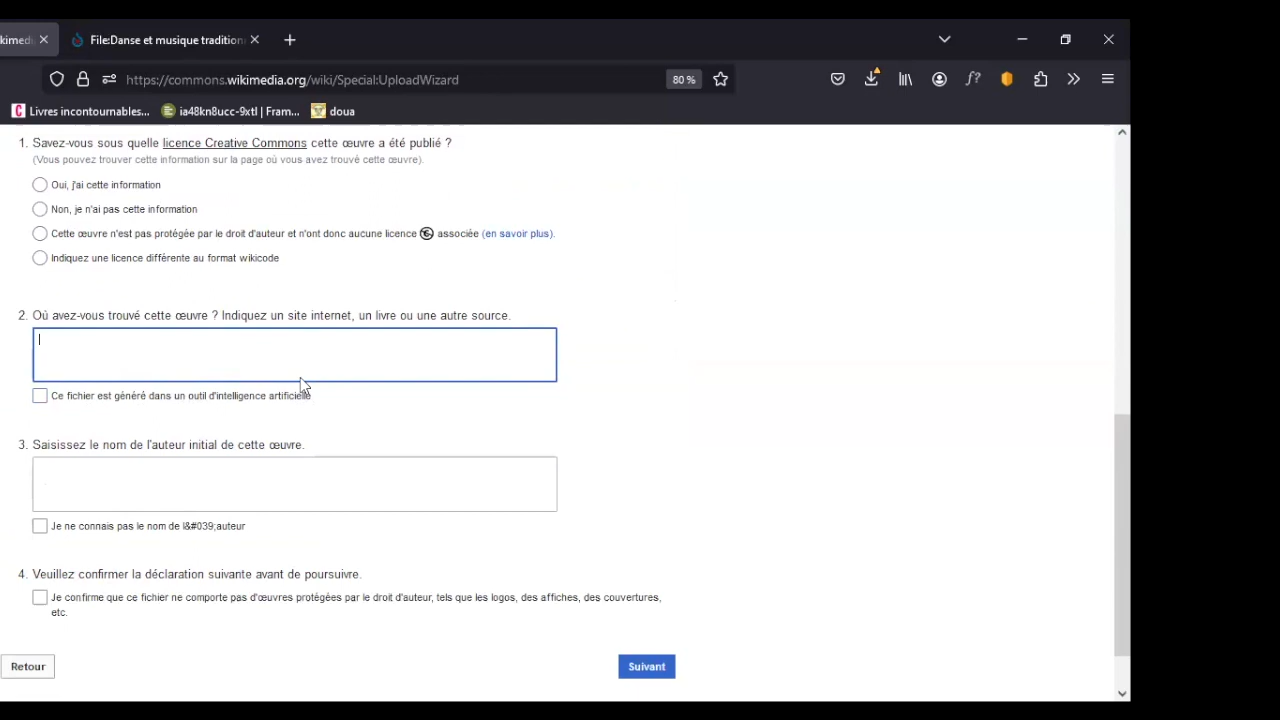 kimedi
File:Danse et musique tradition
https://commons.wikimedia.org/wiki/Special:UploadWizard
80 %
Livres incontournables...
ia48kn8ucc-9xtl | Fram...
doua
1. Savez-vous sous quelle licence Creative Commons cette œuvre a été publié ?
(Vous pouvez trouver cette information sur la page où vous avez trouvé cette œuvre).
Oui, j'ai cette information
Non, je n'ai pas cette information
Cette œuvre n'est pas protégée par le droit d'auteur et n'ont donc aucune licence associée (en savoir plus).
Indiquez une licence différente au format wikicode
2. Où avez-vous trouvé cette œuvre ? Indiquez un site internet, un livre ou une autre source.
Ce fichier est généré dans un outil d'intelligence artificielle
3. Saisissez le nom de l'auteur initial de cette œuvre.
Je ne connais pas le nom de l&#039;auteur
4. Veuillez confirmer la déclaration suivante avant de poursuivre.
Je confirme que ce fichier ne comporte pas d'œuvres protégées par le droit d'auteur, tels que les logos, des affiches, des couvertures,
etc.
Retour
Suivant